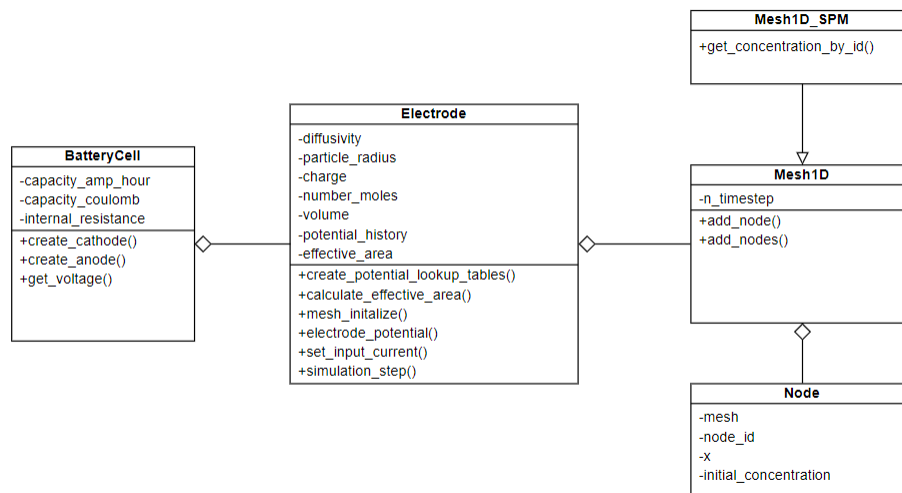 Mesh1D_SPM
+get_concentration_by_id()
Electrode
-diffusivity
-particle_radius
-charge
-number_moles
-volume
-potential_history
-effective_area
+create_potential_lookup_tables()
+calculate_effective_area()
+mesh_initalize()
+electrode_potential()
+set_input_current()
+simulation_step()
BatteryCell
-capacity_amp_hour
-capacity_coulomb
-internal_resistance
+create_cathode()
+create_anode()
+get_voltage()
Mesh1D
-n_timestep
+add_node()
+add_nodes()
Node
-mesh
-node_id
-x
-initial_concentration